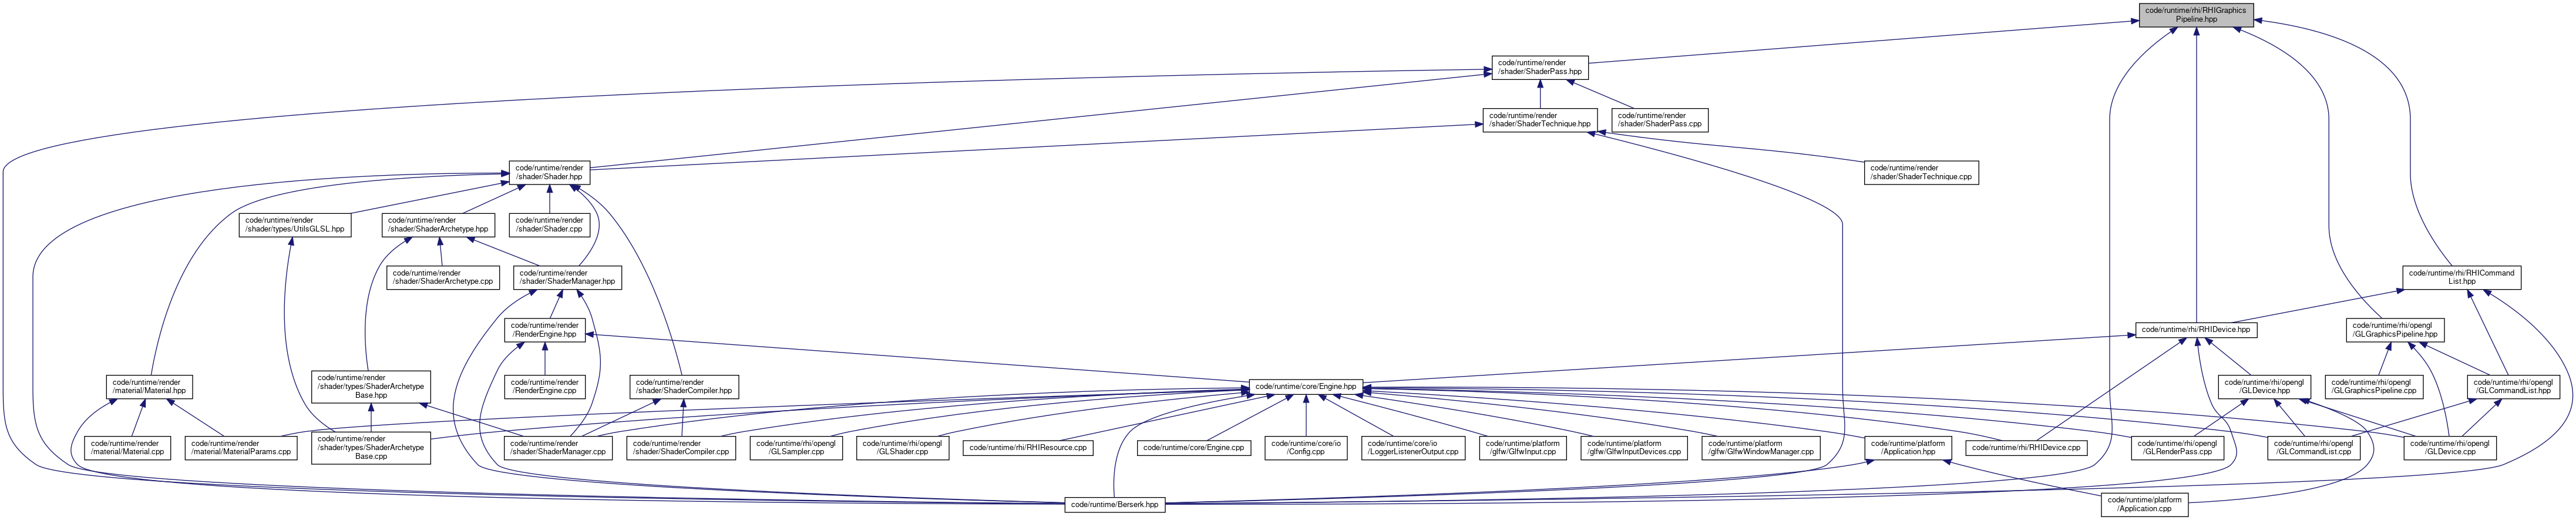 code/runtime/rhi/RHIGraphics
Pipeline.hpp
code/runtime/render
/shader/ShaderPass.hpp
code/runtime/render
/shader/ShaderTechnique.hpp
code/runtime/render
/shader/ShaderPass.cpp
code/runtime/render
/shader/Shader.hpp
code/runtime/render
/shader/ShaderTechnique.cpp
code/runtime/render
/shader/types/UtilsGLSL.hpp
code/runtime/render
/shader/ShaderArchetype.hpp
code/runtime/render
/shader/Shader.cpp
code/runtime/render
/shader/ShaderArchetype.cpp
code/runtime/render
/shader/ShaderManager.hpp
code/runtime/rhi/RHICommand
List.hpp
code/runtime/render
/RenderEngine.hpp
code/runtime/rhi/RHIDevice.hpp
code/runtime/rhi/opengl
/GLGraphicsPipeline.hpp
code/runtime/render
/material/Material.hpp
code/runtime/render
/shader/types/ShaderArchetype
Base.hpp
code/runtime/render
/RenderEngine.cpp
code/runtime/render
/shader/ShaderCompiler.hpp
code/runtime/core/Engine.hpp
code/runtime/rhi/opengl
/GLDevice.hpp
code/runtime/rhi/opengl
/GLGraphicsPipeline.cpp
code/runtime/rhi/opengl
/GLCommandList.hpp
code/runtime/render
/material/Material.cpp
code/runtime/render
/material/MaterialParams.cpp
code/runtime/render
/shader/types/ShaderArchetype
Base.cpp
code/runtime/render
/shader/ShaderManager.cpp
code/runtime/render
/shader/ShaderCompiler.cpp
code/runtime/rhi/opengl
/GLSampler.cpp
code/runtime/rhi/opengl
/GLShader.cpp
code/runtime/rhi/RHIResource.cpp
code/runtime/core/Engine.cpp
code/runtime/core/io
/Config.cpp
code/runtime/core/io
/LoggerListenerOutput.cpp
code/runtime/platform
/glfw/GlfwInput.cpp
code/runtime/platform
/glfw/GlfwInputDevices.cpp
code/runtime/platform
/glfw/GlfwWindowManager.cpp
code/runtime/platform
/Application.hpp
code/runtime/rhi/RHIDevice.cpp
code/runtime/rhi/opengl
/GLRenderPass.cpp
code/runtime/rhi/opengl
/GLCommandList.cpp
code/runtime/rhi/opengl
/GLDevice.cpp
code/runtime/Berserk.hpp
code/runtime/platform
/Application.cpp